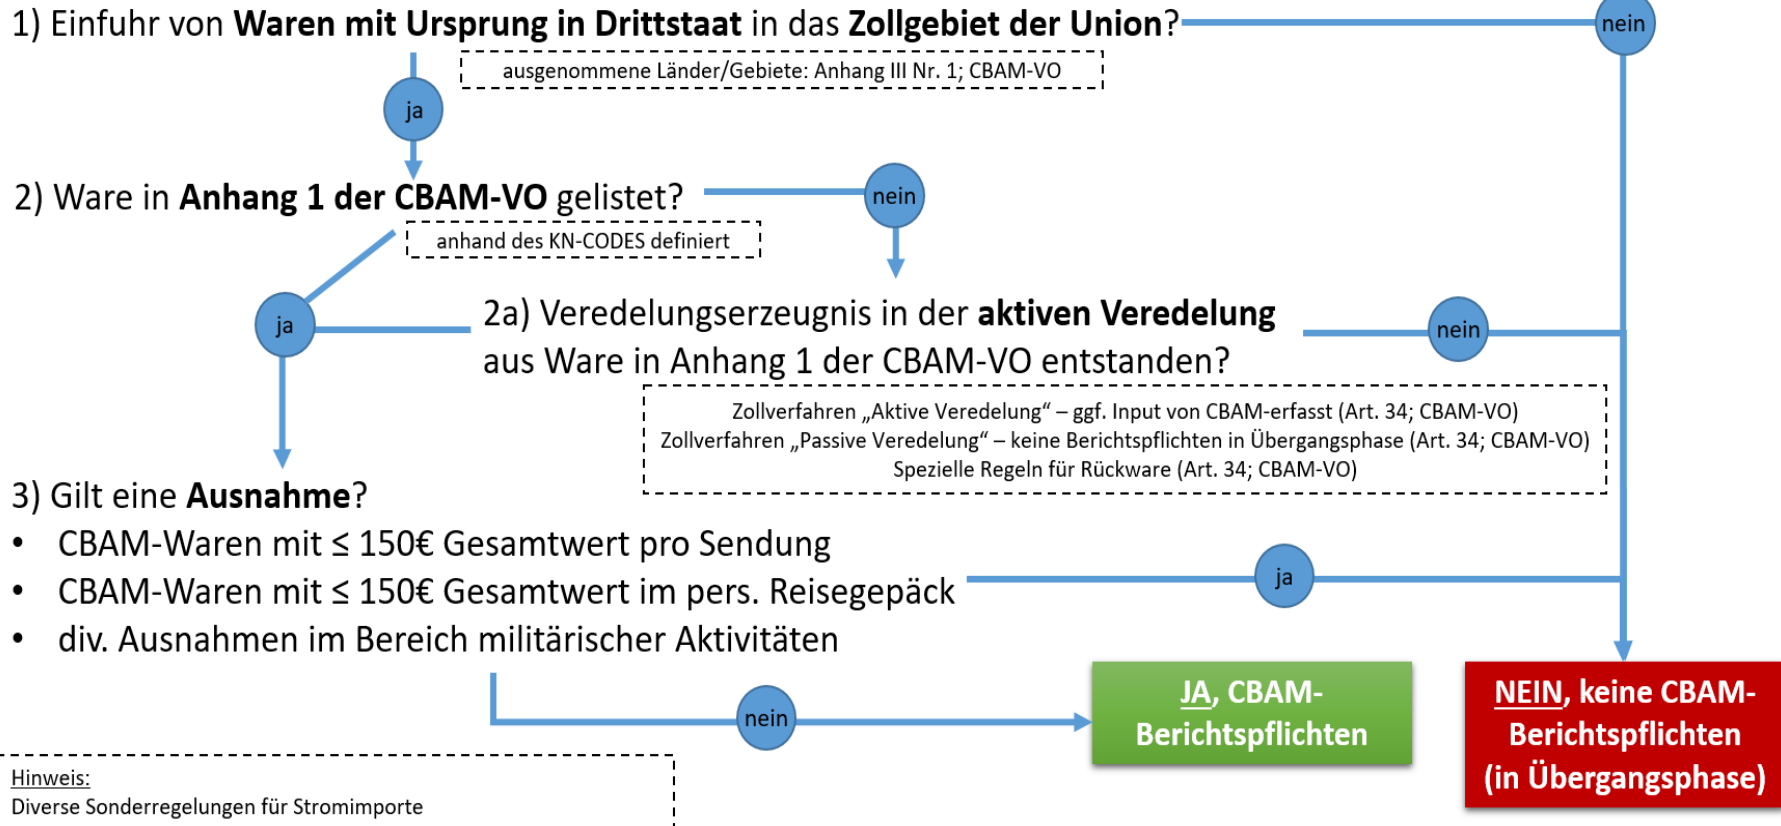 1) Einfuhr von Waren mit Ursprung in Drittstaat in das Zollgebiet der Union?
nein
ausgenommene Länder/Gebiete: Anhang III Nr. 1; CBAM-VO
ja
2) Ware in Anhang 1 der CBAM-VO gelistet?
nein
anhand des KN-CODES definiert
ja
2a) Veredelungserzeugnis in der aktiven Veredelung
aus Ware in Anhang 1 der CBAM-VO entstanden?
nein
Zollverfahren „Aktive Veredelung“ – ggf. Input von CBAM-erfasst (Art. 34; CBAM-VO)
Zollverfahren „Passive Veredelung“ – keine Berichtspflichten in Übergangsphase (Art. 34; CBAM-VO)
Spezielle Regeln für Rückware (Art. 34; CBAM-VO)
3) Gilt eine Ausnahme?
• CBAM-Waren mit ≤ 150€ Gesamtwert pro Sendung
• CBAM-Waren mit ≤ 150€ Gesamtwert im pers. Reisegepäck
• div. Ausnahmen im Bereich militärischer Aktivitäten
ja
nein
JA, CBAM-
Berichtspflichten
NEIN, keine CBAM-
Berichtspflichten
(in Übergangsphase)
Hinweis:
Diverse Sonderregelungen für Stromimporte